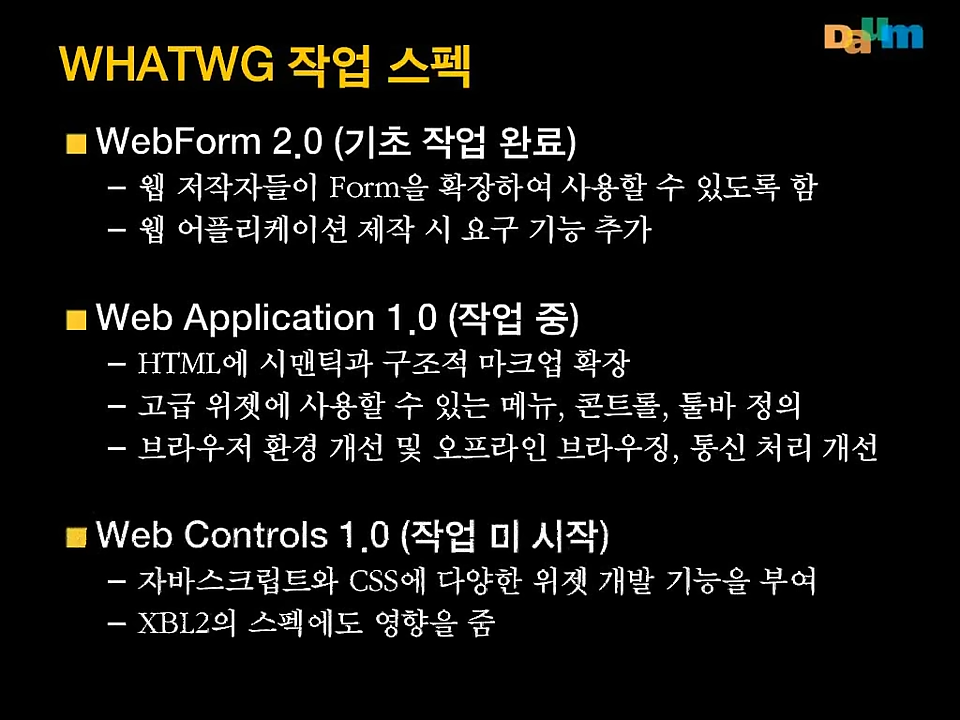 Daum
WHATWG 작업 스펙
WebForm 2.0 (기초 작업 완료)
– 웹 저작자들이 Form을 확장하여 사용할 수 있도록 함
– 웹 어플리케이션 제작 시 요구 기능 추가
Web Application 1.0 (작업 중)
– HTML에 시맨틱과 구조적 마크업 확장
– 고급 위젯에 사용할 수 있는 메뉴, 콘트롤, 툴바 정의
– 브라우저 환경 개선 및 오프라인 브라우징, 통신 처리 개선
Web Controls 1.0 (작업 미 시작)
– 자바스크립트와 CSS에 다양한 위젯 개발 기능을 부여
– XBL2의 스펙에도 영향을 줌